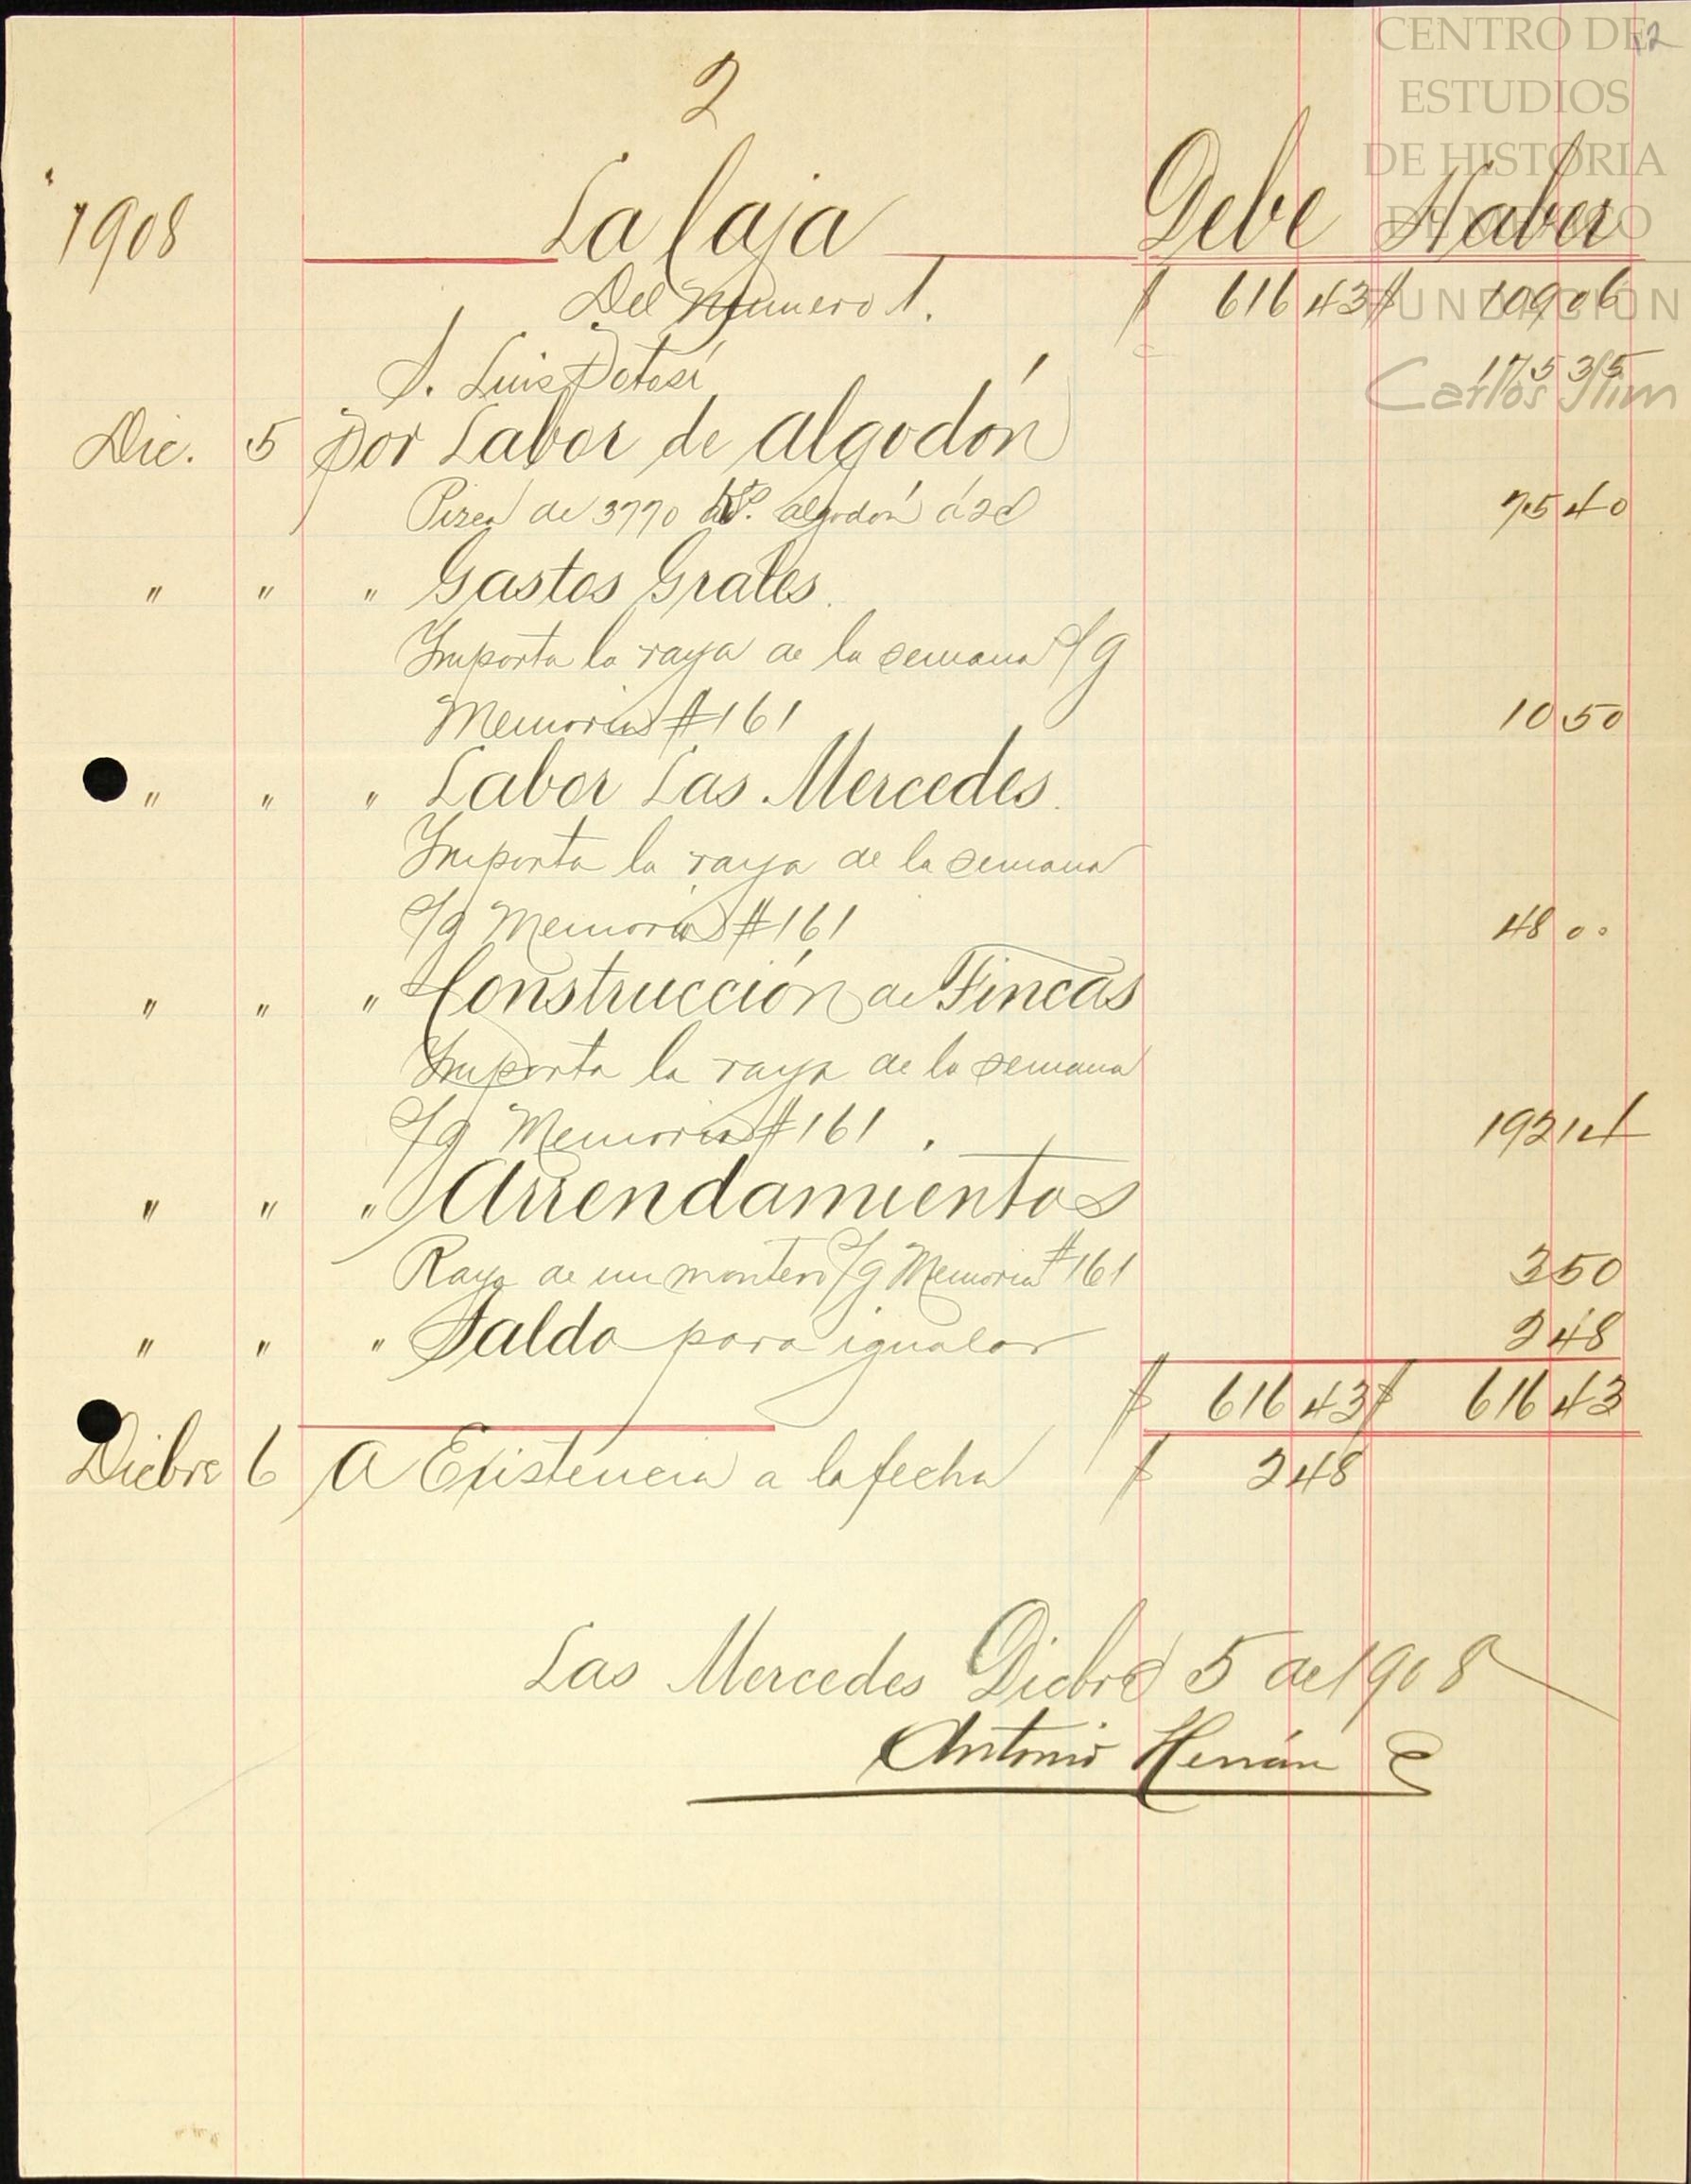 CENTRO DE
ESTUDIOS
DE HISTORIA
DE MÉXICO
FUNDACIÓN
Carlos Slim
12
2
1908 La Caja Debe Haber
Del Número 1. $ 616 43 $ 109 06
S. Luis Potosí 175 35
Dic. 5 Por Labor de algodón
Pizca de 3770 algodón á 2¢ 75 40
" " " Gastos Grales.
Importa la raya de la semana s/g
Memoria #161 10 50
" " " Labor Las Mercedes.
Importa la raya de la semana
s/g Memoria #161 48 00
" " " Construcción de Fincas
Importa la raya de la semana
s/g Memoria #161. 192 14
" " " Arrendamientos
Raya de un montero s/g Memoria #161 3 50
" " " Saldo para igualar 2 48
$ 616 43 $ 616 43
Dicbre 6 A Existencia a la fecha $ 2 48
Las Mercedes Dicbre 5 de 1908
Antonio Hernán